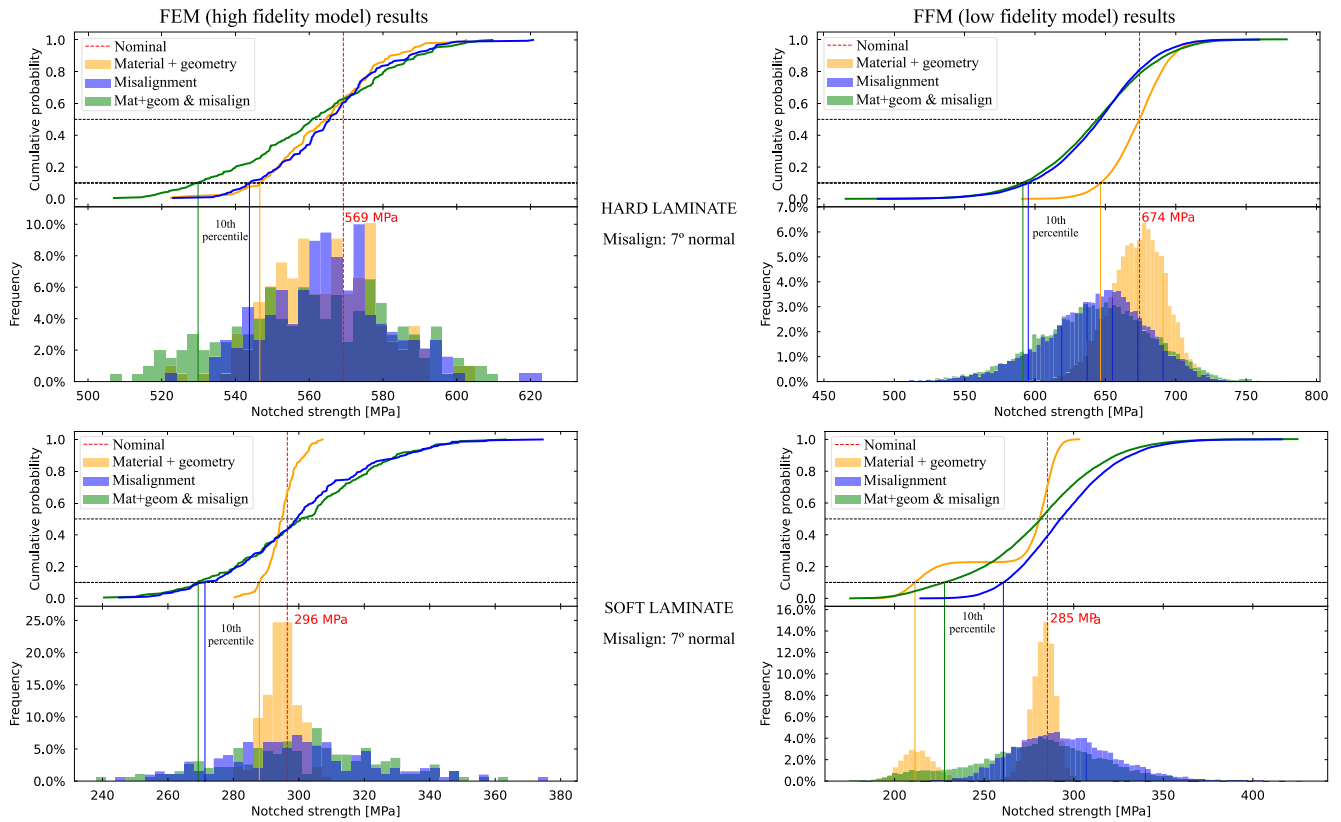 FEM (high fidelity model) results
FFM (low fidelity model) results
1.0
0.8
0.6
0.4
0.2
0.0
Cumulative probability
Nominal
Material + geometry
Misalignment
Mat+geom & misalign
10.0%
8.0%
6.0%
4.0%
2.0%
0.0%
Frequency
569 MPa
10th
percentile
500
520
540
560
580
600
620
Notched strength [MPa]
HARD LAMINATE
Misalign: 7º normal
1.0
0.8
0.6
0.4
0.2
0.0
Cumulative probability
Nominal
Material + geometry
Misalignment
Mat+geom & misalign
7.0%
6.0%
5.0%
4.0%
3.0%
2.0%
1.0%
0.0%
Frequency
674 MPa
10th
percentile
450
500
550
600
650
700
750
800
Notched strength [MPa]
1.0
0.8
0.6
0.4
0.2
0.0
Cumulative probability
Nominal
Material + geometry
Misalignment
Mat+geom & misalign
25.0%
20.0%
15.0%
10.0%
5.0%
0.0%
Frequency
296 MPa
10th
percentile
240
260
280
300
320
340
360
380
Notched strength [MPa]
SOFT LAMINATE
Misalign: 7º normal
1.0
0.8
0.6
0.4
0.2
0.0
Cumulative probability
Nominal
Material + geometry
Misalignment
Mat+geom & misalign
16.0%
14.0%
12.0%
10.0%
8.0%
6.0%
4.0%
2.0%
0.0%
Frequency
285 MPa
10th
percentile
200
250
300
350
400
Notched strength [MPa]